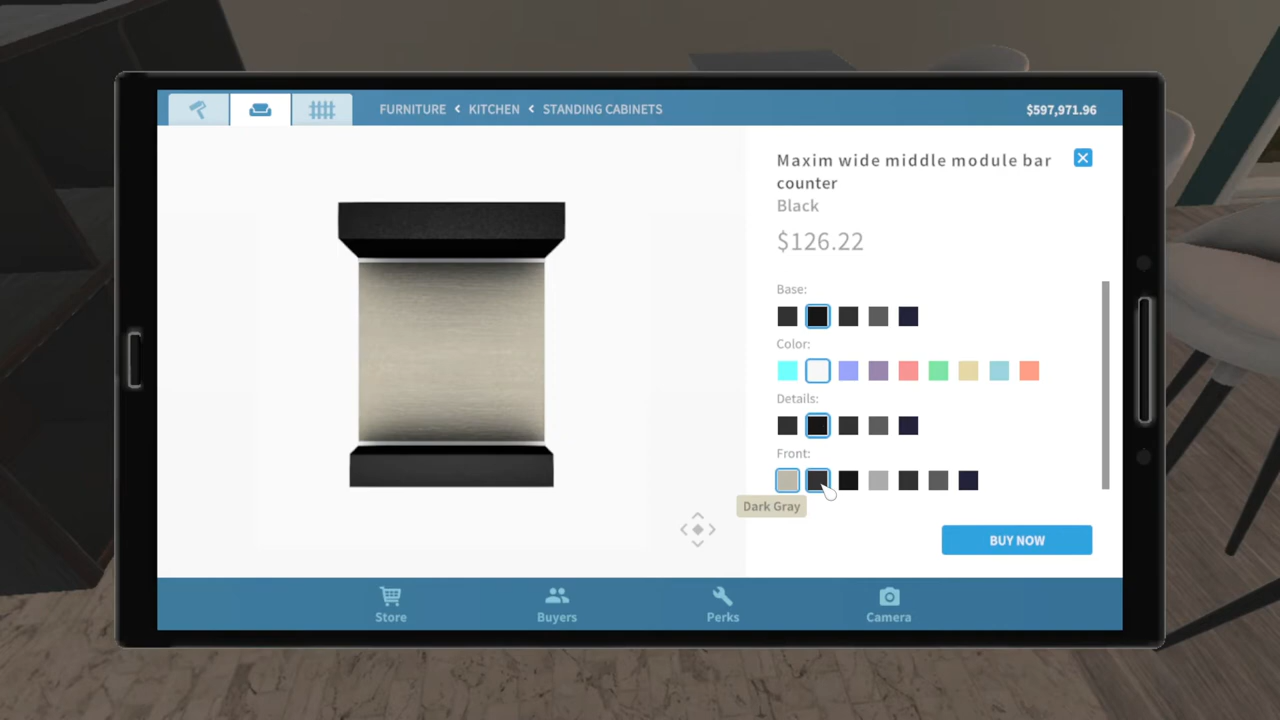 FURNITURE < KITCHEN < STANDING CABINETS
$597,971.96
Maxim wide middle module bar
counter
Black
$126.22
Base:
Color:
Details:
Front:
Dark Gray
BUY NOW
Store
Buyers
Perks
Camera